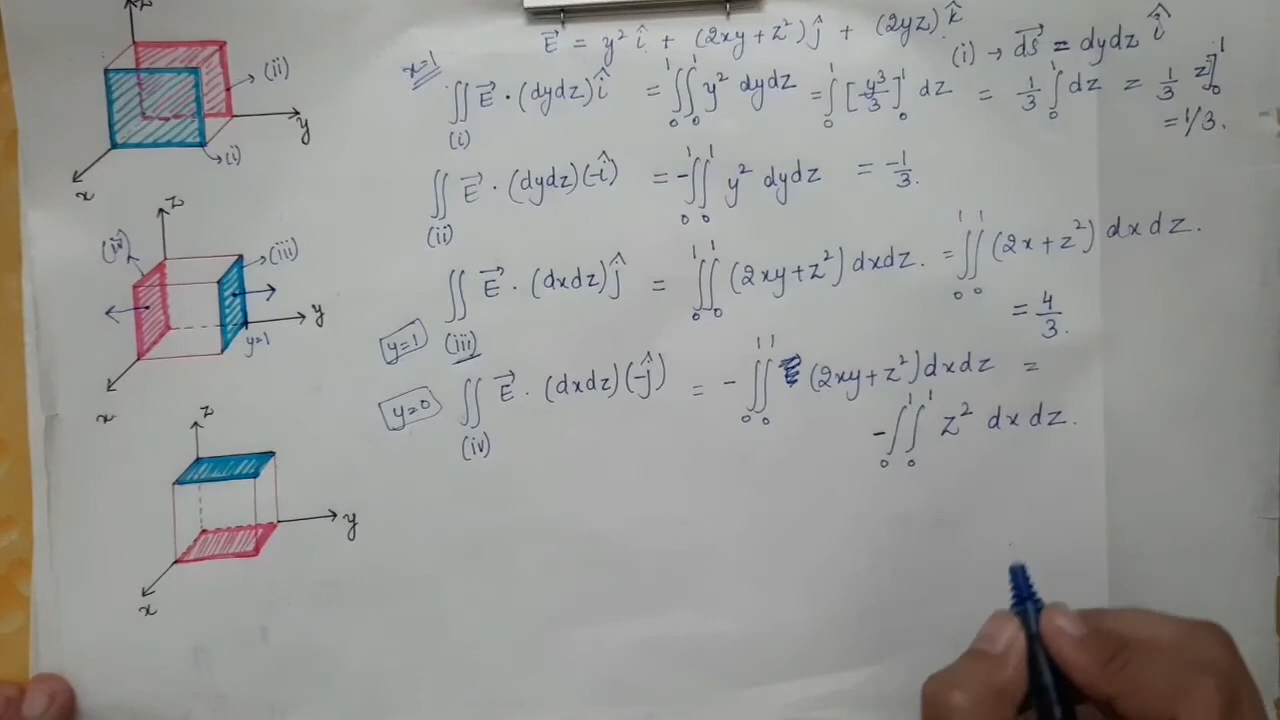 E⃗ = y² î + (2xy+z²) ĵ + (2yz) k̂
(i) → ds⃗ = dydz î
x=1
∬(i) E⃗ · (dydz) î = ∫₀¹∫₀¹ y² dydz = ∫₀¹ [y³/3]₀¹ dz = 1/3 ∫₀¹ dz = 1/3 z]₀¹
= 1/3.
∬(ii) E⃗ · (dydz)(-î) = -∫₀¹∫₀¹ y² dydz = -1/3.
∬(iii) E⃗ · (dxdz) ĵ = ∫₀¹∫₀¹ (2xy+z²) dxdz. = ∫₀¹∫₀¹ (2x+z²) dxdz.
y=1
= 4/3.
y=0 ∬(iv) E⃗ · (dxdz)(-ĵ) = - ∫₀¹∫₀¹ (2xy+z²) dxdz =
-∫₀¹∫₀¹ z² dxdz.
z
(ii)
y
(i)
x
z
(iv)
(iii)
y
y=1
x
z
y
x